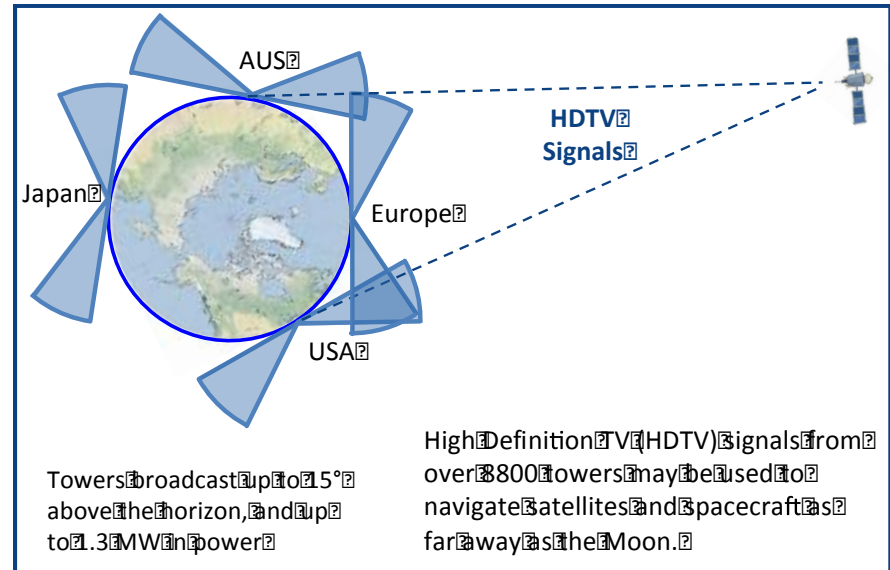 AUS
HDTV
Signals
Japan
Europe
USA
Towers broadcast up to 15°
above the horizon, and up
to 1.3 MW in power
High Definition TV (HDTV) signals from
over 8800 towers may be used to
navigate satellites and spacecraft as
far away as the Moon.